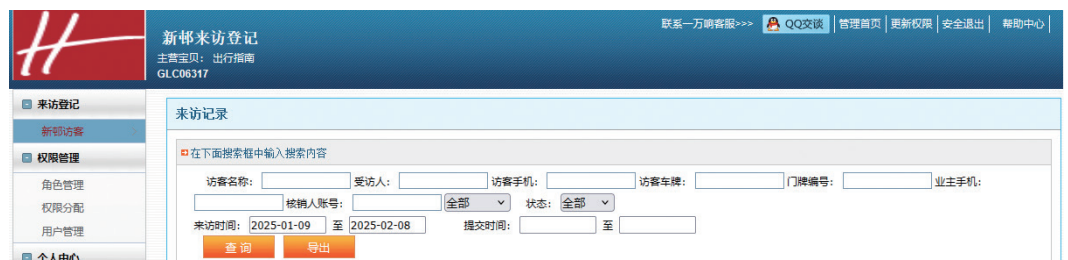 联系一万响客服>>> QQ交谈 管理首页 更新权限 安全退出 帮助中心
新邨来访登记
主营宝贝： 出行指南
GLC06317
来访登记
新邨访客
权限管理
角色管理
权限分配
用户管理
个人中心
来访记录
在下面搜索框中输入搜索内容
访客名称: 受访人: 访客手机: 访客车牌: 门牌编号: 业主手机:
核销人账号: 全部 状态: 全部
来访时间: 2025-01-09 至 2025-02-08 提交时间: 至
查 询 导出